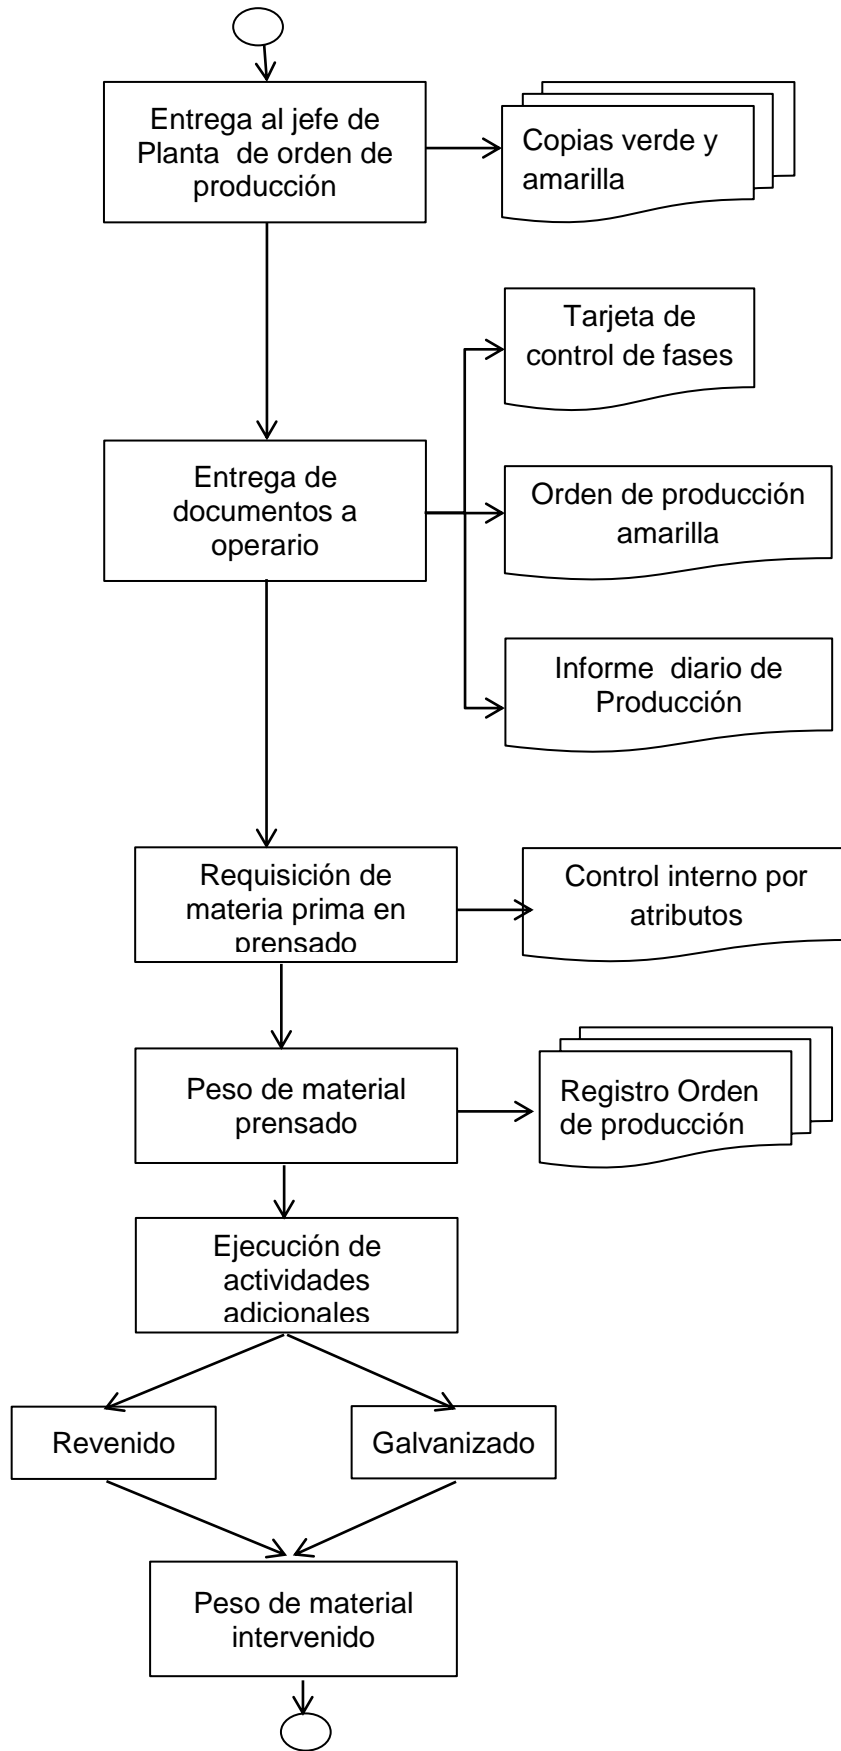 Entrega al jefe de
Planta de orden de
producción
Copias verde y
amarilla
Tarjeta de
control de fases
Entrega de
documentos a
operario
Orden de producción
amarilla
Informe diario de
Producción
Requisición de
materia prima en
prensado
Control interno por
atributos
Peso de material
prensado
Registro Orden
de producción
Ejecución de
actividades
adicionales
Revenido
Galvanizado
Peso de material
intervenido